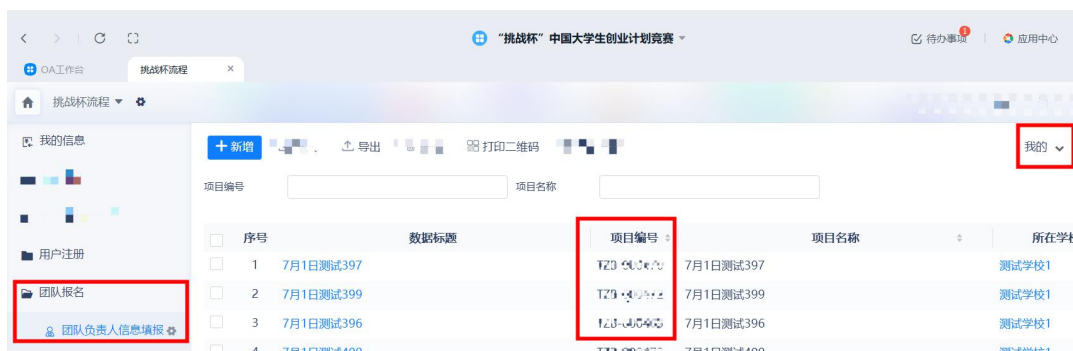 “挑战杯”中国大学生创业计划竞赛
待办事项
1
应用中心
OA工作台
挑战杯流程 ×
挑战杯流程
我的信息
用户注册
团队报名
团队负责人信息填报
新增
导出
打印二维码
我的
项目编号
项目名称
序号 数据标题 项目编号 项目名称 所在学校
1 7月1日测试397 7月1日测试397 测试学校1
2 7月1日测试399 7月1日测试399 测试学校1
3 7月1日测试396 7月1日测试396 测试学校1